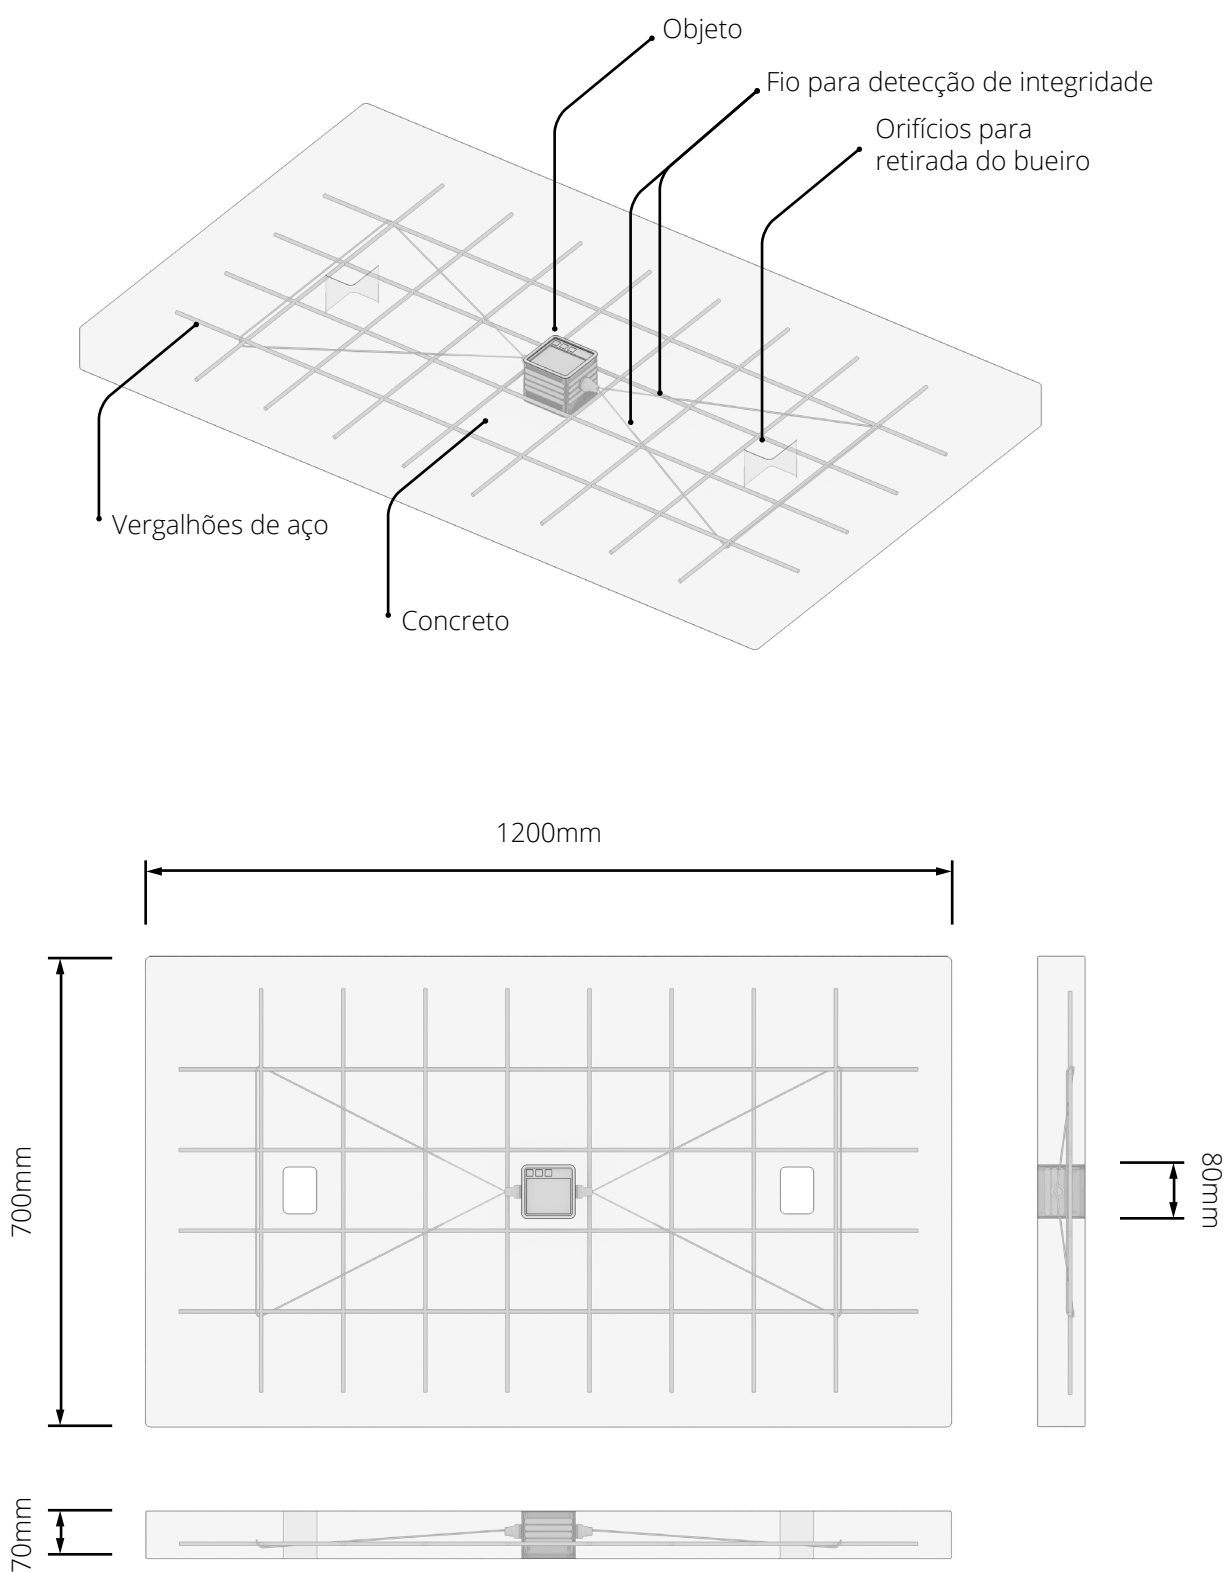 Objeto
Fio para detecção de integridade
Orifícios para
retirada do bueiro
Vergalhões de aço
Concreto
1200mm
700mm
80mm
70mm